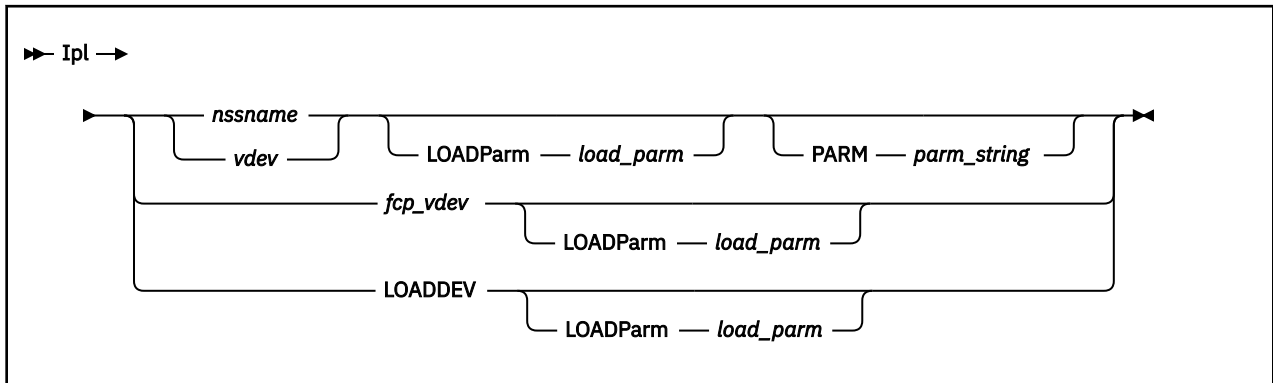 Ipl
nssname
vdev
LOADParm load_parm
PARM parm_string
fcp_vdev
LOADParm load_parm
LOADDEV
LOADParm load_parm